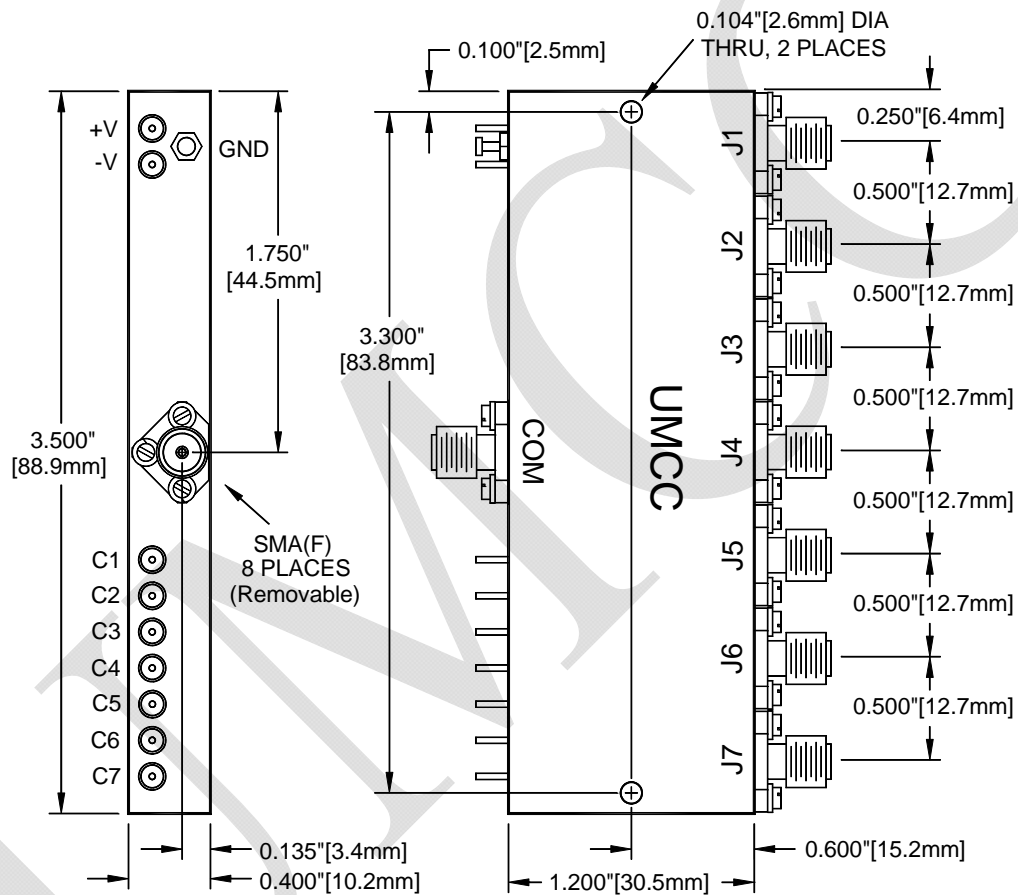 0.104"[2.6mm] DIA
THRU, 2 PLACES
0.100"[2.5mm]
+V
-V
GND
1.750"
[44.5mm]
3.500"
[88.9mm]
SMA(F)
8 PLACES
(Removable)
C1
C2
C3
C4
C5
C6
C7
0.135"[3.4mm]
0.400"[10.2mm]
3.300"
[83.8mm]
COM
UMCC
J1
J2
J3
J4
J5
J6
J7
0.250"[6.4mm]
0.500"[12.7mm]
0.500"[12.7mm]
0.500"[12.7mm]
0.500"[12.7mm]
0.500"[12.7mm]
0.500"[12.7mm]
0.600"[15.2mm]
1.200"[30.5mm]
UMCC